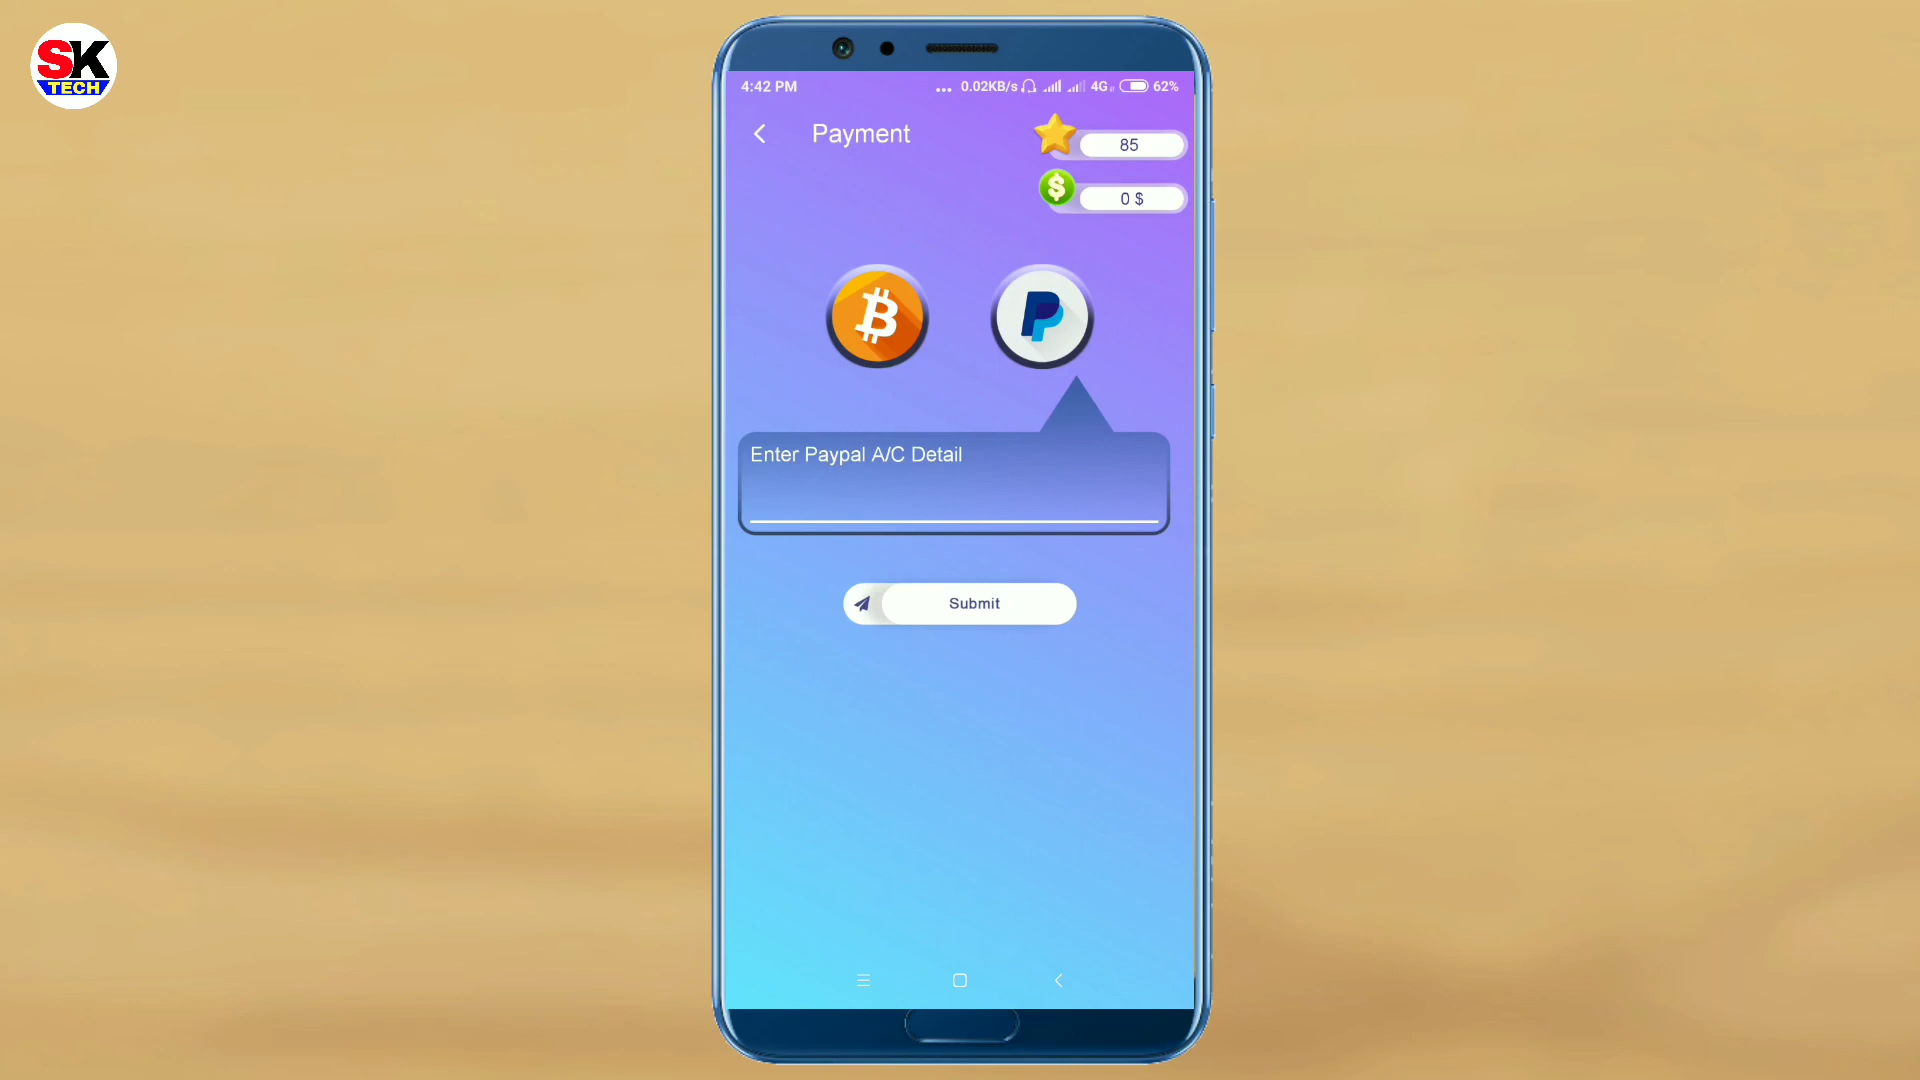 SK
TECH
4:42 PM
... 0.02KB/s 4G 62%
Payment
85
0 $
Enter Paypal A/C Detail
Submit